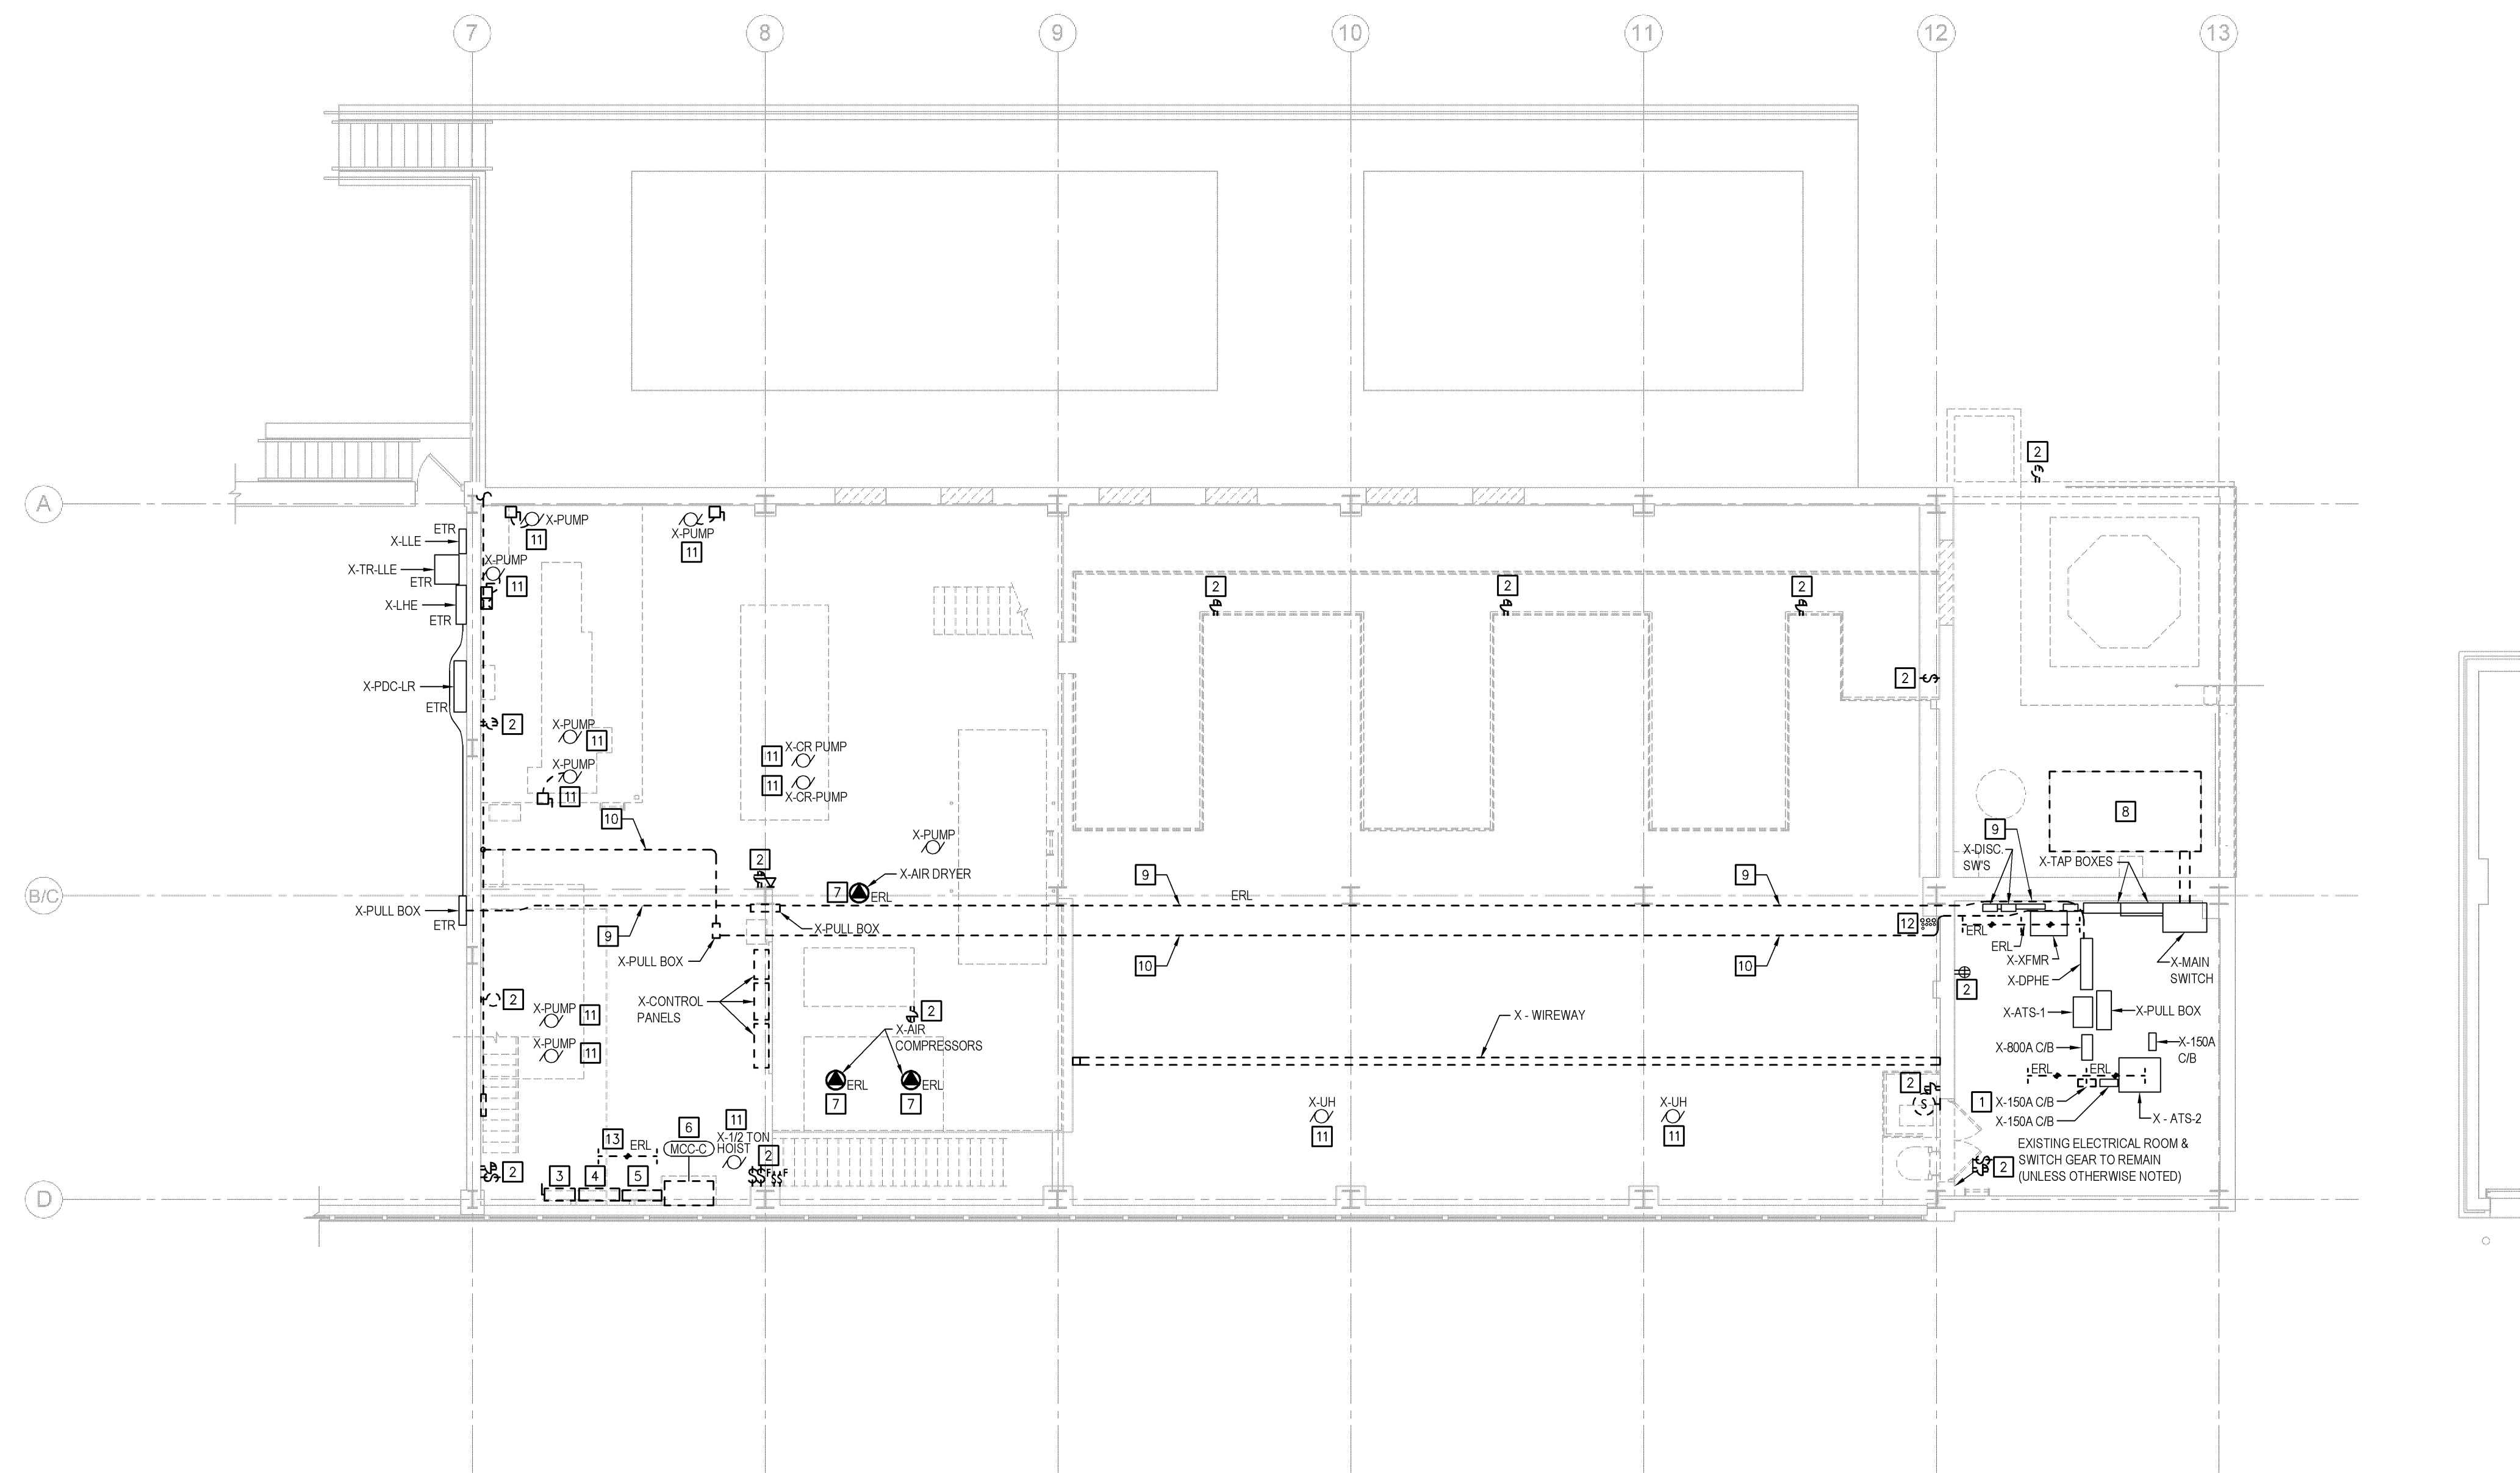 7
8
9
10
11
12
13
A
B/C
D
2
ETR
X-LLE
X-TR-LLE
ETR
X-LHE
ETR
X-PDC-LR
ETR
X-PULL BOX
ETR
X-PUMP
11
X-PUMP
11
X-PUMP
11
2
X-PUMP
11
X-PUMP
11
10
11
X-CR PUMP
11
X-CR-PUMP
X-PUMP
2
X-AIR DRYER
7
ERL
9
X-PULL BOX
X-PULL BOX
2
X-PUMP
11
X-PUMP
11
X-CONTROL
PANELS
2
X-AIR
COMPRESSORS
ERL
ERL
7
7
2
3
4
5
13
ERL
6
MCC-C
11
X-1/2 TON
HOIST
2
$$F $$F
2
2
2
2
9
ERL
9
10
10
12
X - WIREWAY
X-UH
11
X-UH
11
2
S
8
9
X-DISC.
SW'S
X-TAP BOXES
ERL
ERL
X-XFMR
X-DPHE
X-MAIN
SWITCH
2
X-ATS-1
X-PULL BOX
X-800A C/B
X-150A
C/B
ERL
ERL
1
X-150A C/B
X-150A C/B
X - ATS-2
EXISTING ELECTRICAL ROOM &
SWITCH GEAR TO REMAIN
(UNLESS OTHERWISE NOTED)
2